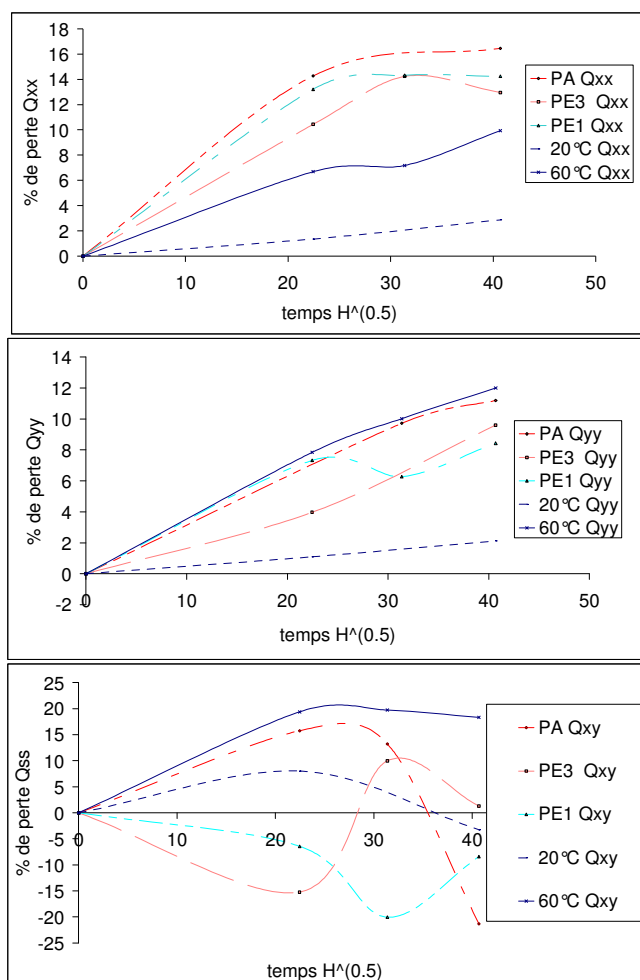 18
16
14
12
10
8
6
4
2
0
% de perte Qxx
0 10 20 30 40 50
temps H^(0.5)
PA Qxx
PE3 Qxx
PE1 Qxx
20°C Qxx
60°C Qxx
14
12
10
8
6
4
2
0
-2
% de perte Qyy
0 10 20 30 40 50
temps H^(0.5)
PA Qyy
PE3 Qyy
PE1 Qyy
20°C Qyy
60°C Qyy
25
20
15
10
5
0
-5
-10
-15
-20
-25
% de perte Qss
0 10 20 30 40
temps H^(0.5)
PA Qxy
PE3 Qxy
PE1 Qxy
20°C Qxy
60°C Qxy